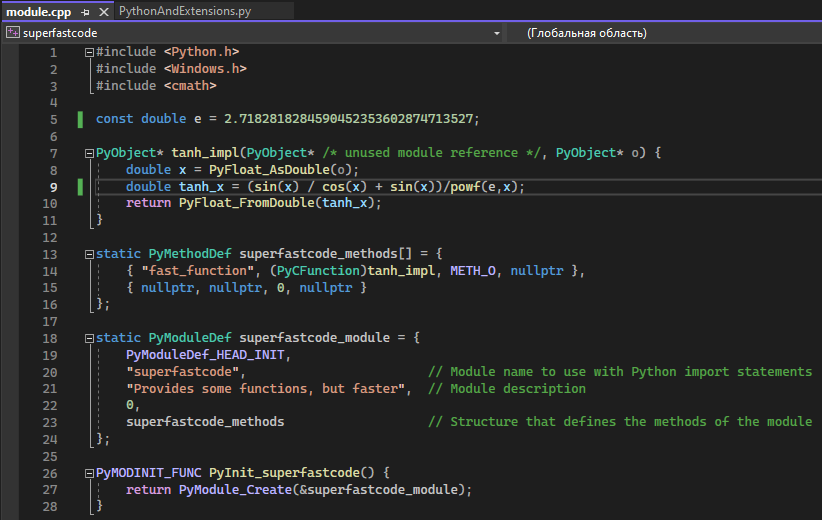 module.cpp PythonAndExtensions.py
superfastcode (Глобальная область)
1 #include <Python.h>
2 #include <Windows.h>
3 #include <cmath>
4
5 const double e = 2.7182818284590452353602874713527;
6
7 PyObject* tanh_impl(PyObject* /* unused module reference */, PyObject* o) {
8 double x = PyFloat_AsDouble(o);
9 double tanh_x = (sin(x) / cos(x) + sin(x))/powf(e,x);
10 return PyFloat_FromDouble(tanh_x);
11 }
12
13 static PyMethodDef superfastcode_methods[] = {
14 { "fast_function", (PyCFunction)tanh_impl, METH_O, nullptr },
15 { nullptr, nullptr, 0, nullptr }
16 };
17
18 static PyModuleDef superfastcode_module = {
19 PyModuleDef_HEAD_INIT,
20 "superfastcode", // Module name to use with Python import statements
21 "Provides some functions, but faster", // Module description
22 0,
23 superfastcode_methods // Structure that defines the methods of the module
24 };
25
26 PyMODINIT_FUNC PyInit_superfastcode() {
27 return PyModule_Create(&superfastcode_module);
28 }